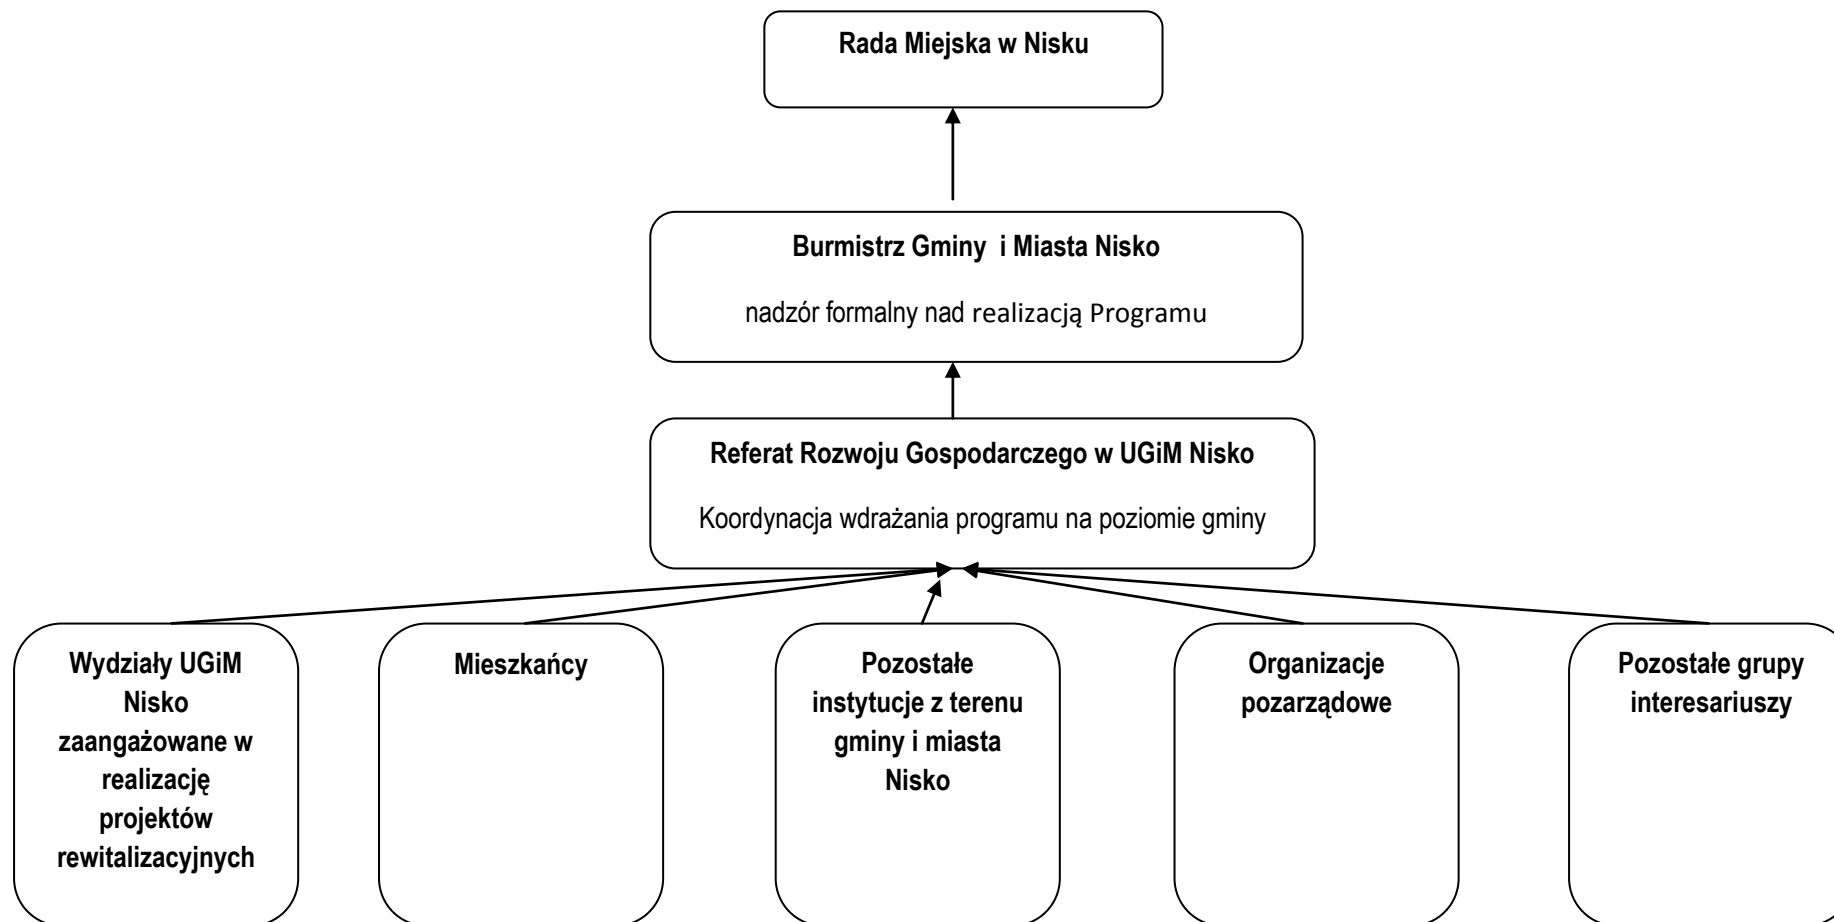 Rada Miejska w Nisku
Burmistrz Gminy i Miasta Nisko
nadzór formalny nad realizacją Programu
Referat Rozwoju Gospodarczego w UGiM Nisko
Koordynacja wdrażania programu na poziomie gminy
Wydziały UGiM
Nisko
zaangażowane w
realizację
projektów
rewitalizacyjnych
Mieszkańcy
Pozostałe
instytucje z terenu
gminy i miasta
Nisko
Organizacje
pozarządowe
Pozostałe grupy
interesariuszy